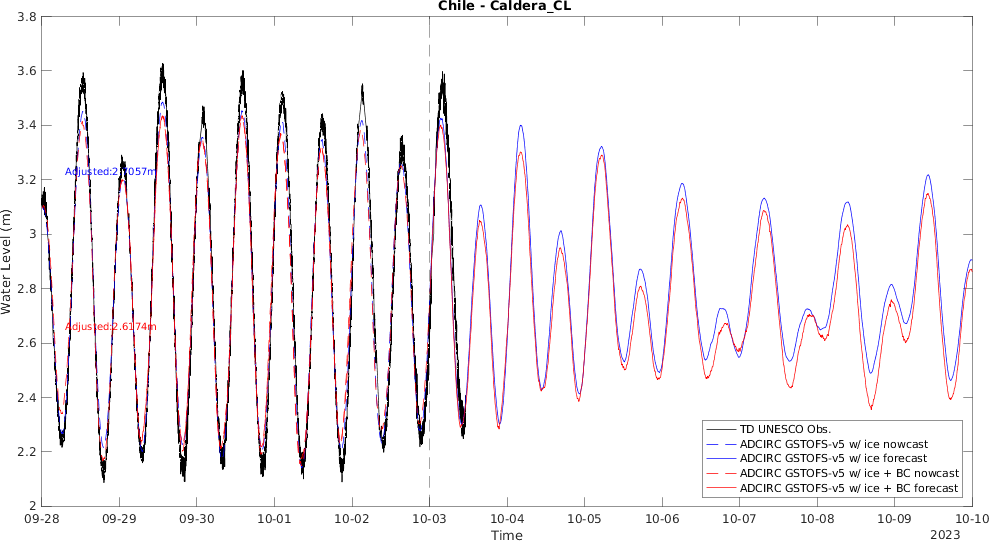 Chile - Caldera_CL
3.8
3.6
3.4
3.2
3
2.8
2.6
2.4
2.2
2
Water Level (m)
Adjusted:2.7057m
Adjusted:2.6174m
TD UNESCO Obs.
ADCIRC GSTOFS-v5 w/ ice nowcast
ADCIRC GSTOFS-v5 w/ ice forecast
ADCIRC GSTOFS-v5 w/ ice + BC nowcast
ADCIRC GSTOFS-v5 w/ ice + BC forecast
09-28 09-29 09-30 10-01 10-02 10-03 10-04 10-05 10-06 10-07 10-08 10-09 10-10
Time
2023